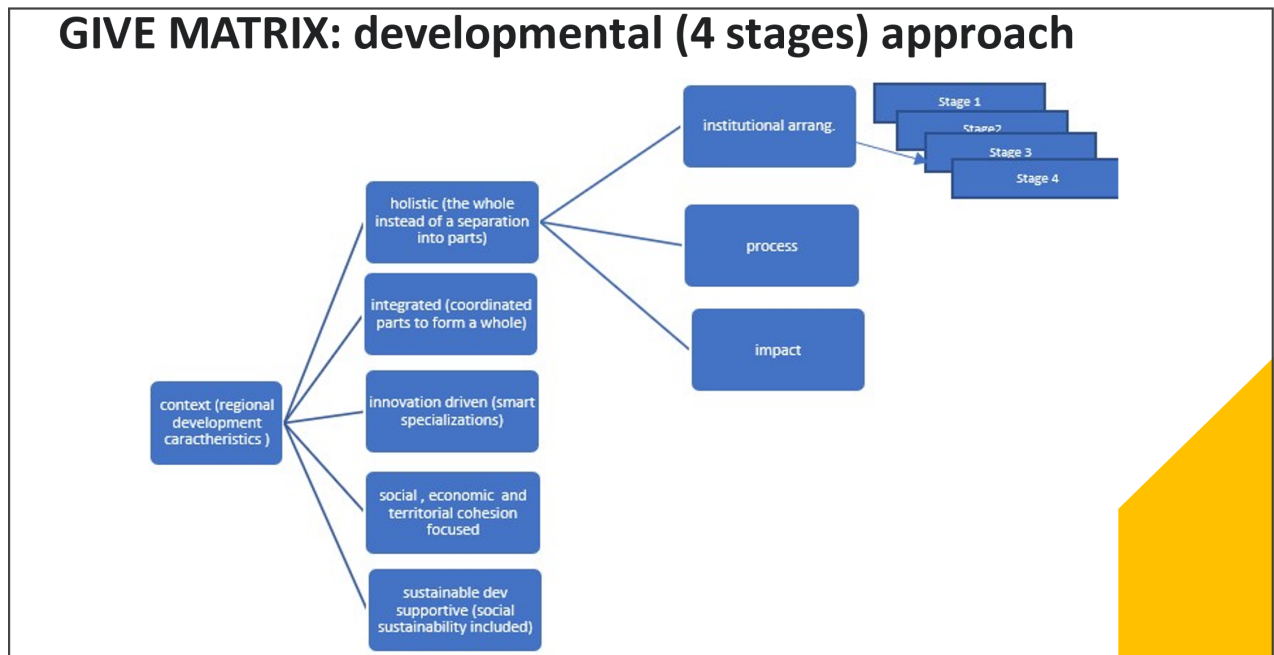 GIVE MATRIX: developmental (4 stages) approach
context (regional
development
caractheristics )
holistic (the whole
instead of a separation
into parts)
integrated (coordinated
parts to form a whole)
innovation driven (smart
specializations)
social , economic and
territorial cohesion
focused
sustainable dev
supportive (social
sustainability included)
institutional arrang.
process
impact
Stage 1
Stage2
Stage 3
Stage 4